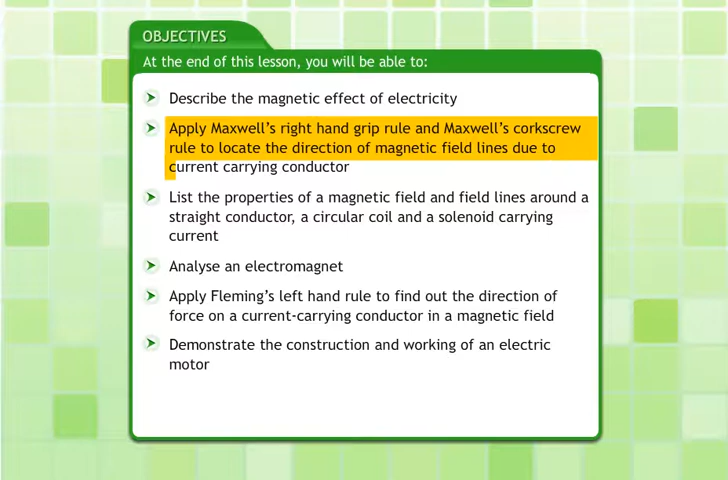 OBJECTIVES
At the end of this lesson, you will be able to:
Describe the magnetic effect of electricity
Apply Maxwell's right hand grip rule and Maxwell's corkscrew
rule to locate the direction of magnetic field lines due to
current carrying conductor
List the properties of a magnetic field and field lines around a
straight conductor, a circular coil and a solenoid carrying
current
Analyse an electromagnet
Apply Fleming's left hand rule to find out the direction of
force on a current-carrying conductor in a magnetic field
Demonstrate the construction and working of an electric
motor